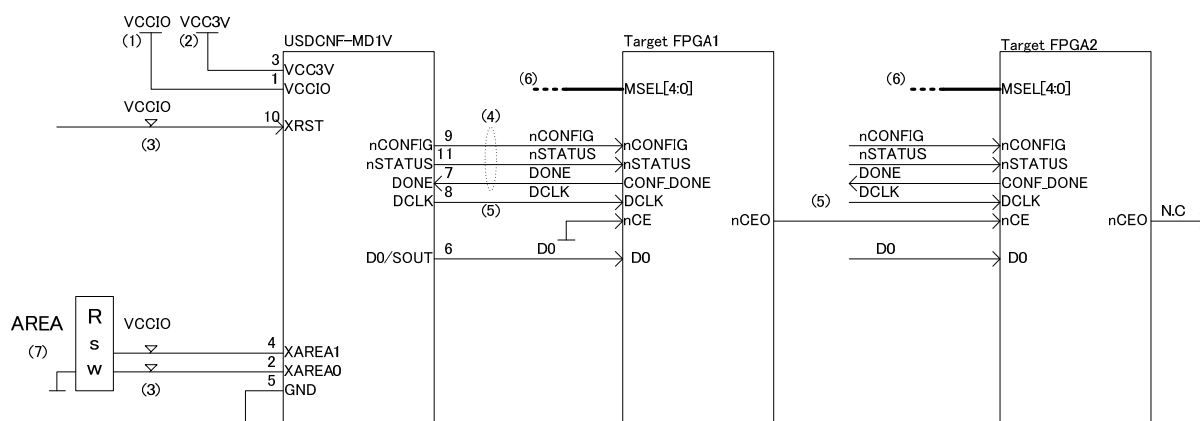 VCCIO
VCC3V
(1)
(2)
USDCNF-MD1V
Target FPGA1
Target FPGA2
3
VCC3V
1
VCCIO
(6)
MSEL[4:0]
(6)
MSEL[4:0]
VCCIO
10
XRST
(3)
(4)
nCONFIG
9
nCONFIG
nCONFIG
nCONFIG
nCONFIG
nSTATUS
11
nSTATUS
nSTATUS
nSTATUS
nSTATUS
DONE
7
DONE
CONF_DONE
DONE
CONF_DONE
DCLK
8
DCLK
DCLK
DCLK
DCLK
(5)
(5)
nCE
nCEO
nCE
nCEO
N.C
D0/SOUT
6
D0
D0
D0
D0
AREA
(7)
R
s
w
VCCIO
4
XAREA1
2
XAREA0
(3)
5
GND